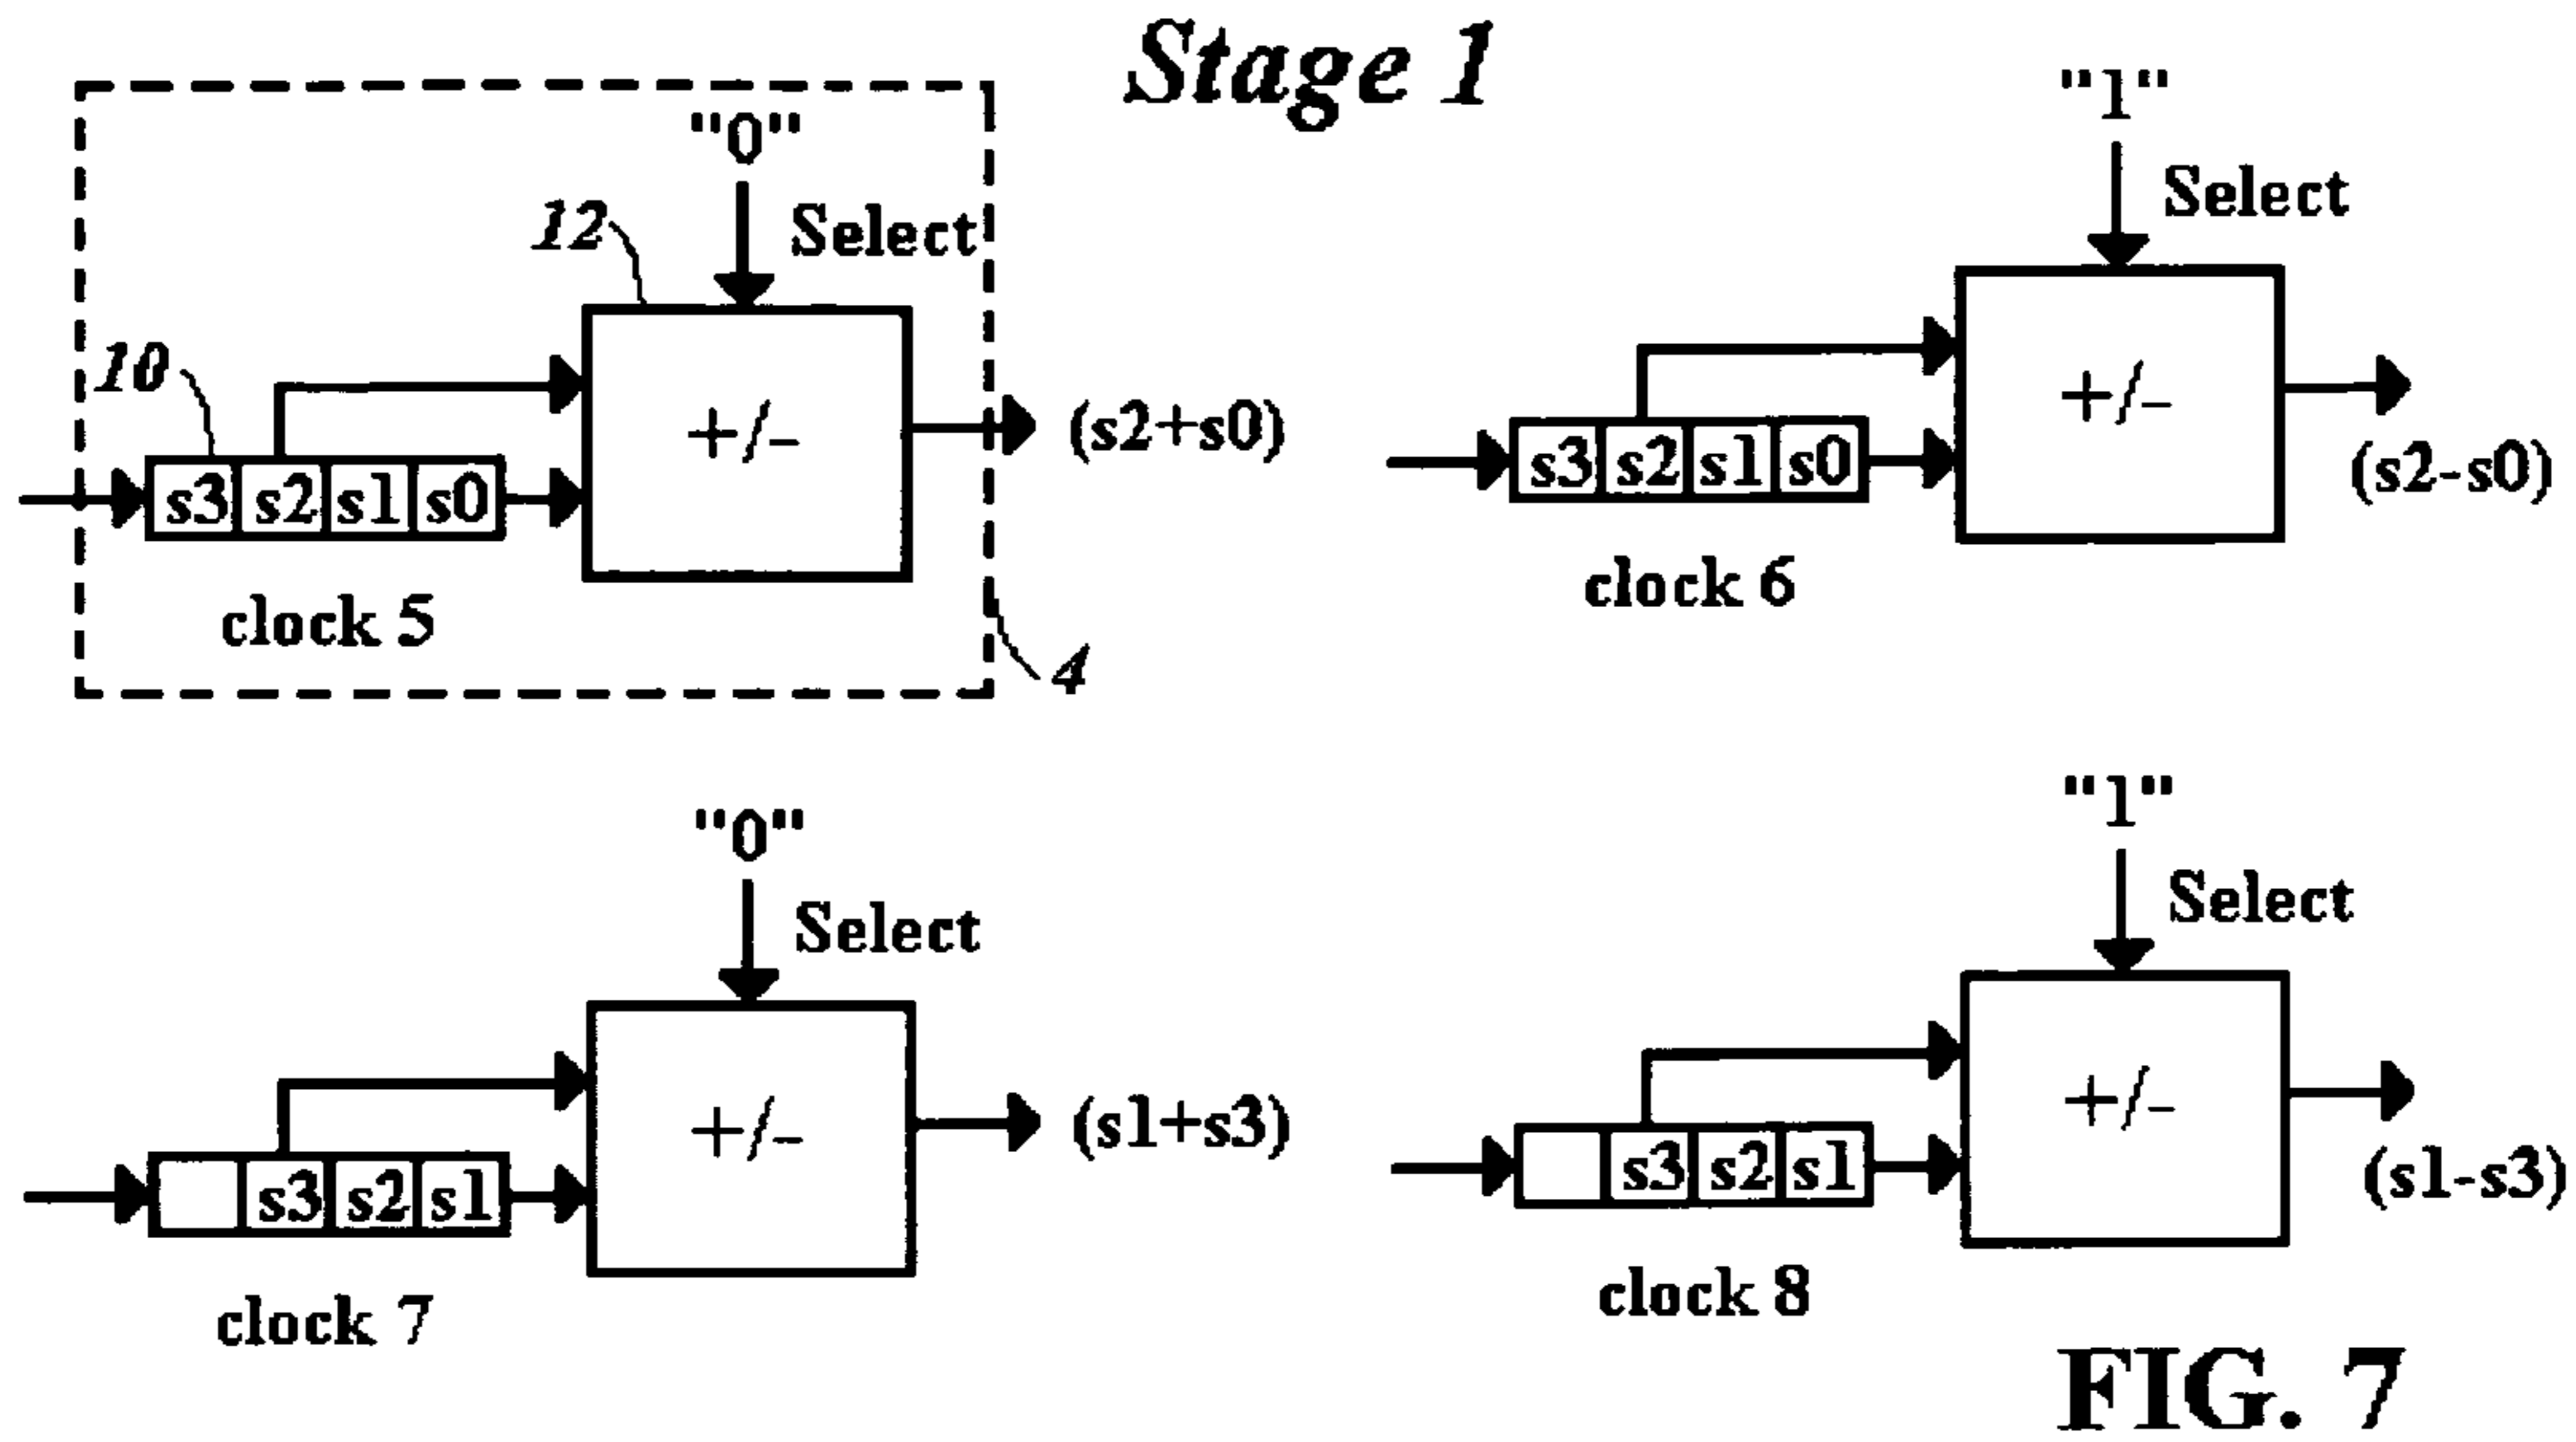 Stage 1
"0"
Select
12
10
+/-
s3 s2 s1 s0
(s2+s0)
clock 5
4
"1"
Select
+/-
s3 s2 s1 s0
(s2-s0)
clock 6
"0"
Select
+/-
s3 s2 s1
(s1+s3)
clock 7
"1"
Select
+/-
s3 s2 s1
(s1-s3)
clock 8
FIG. 7